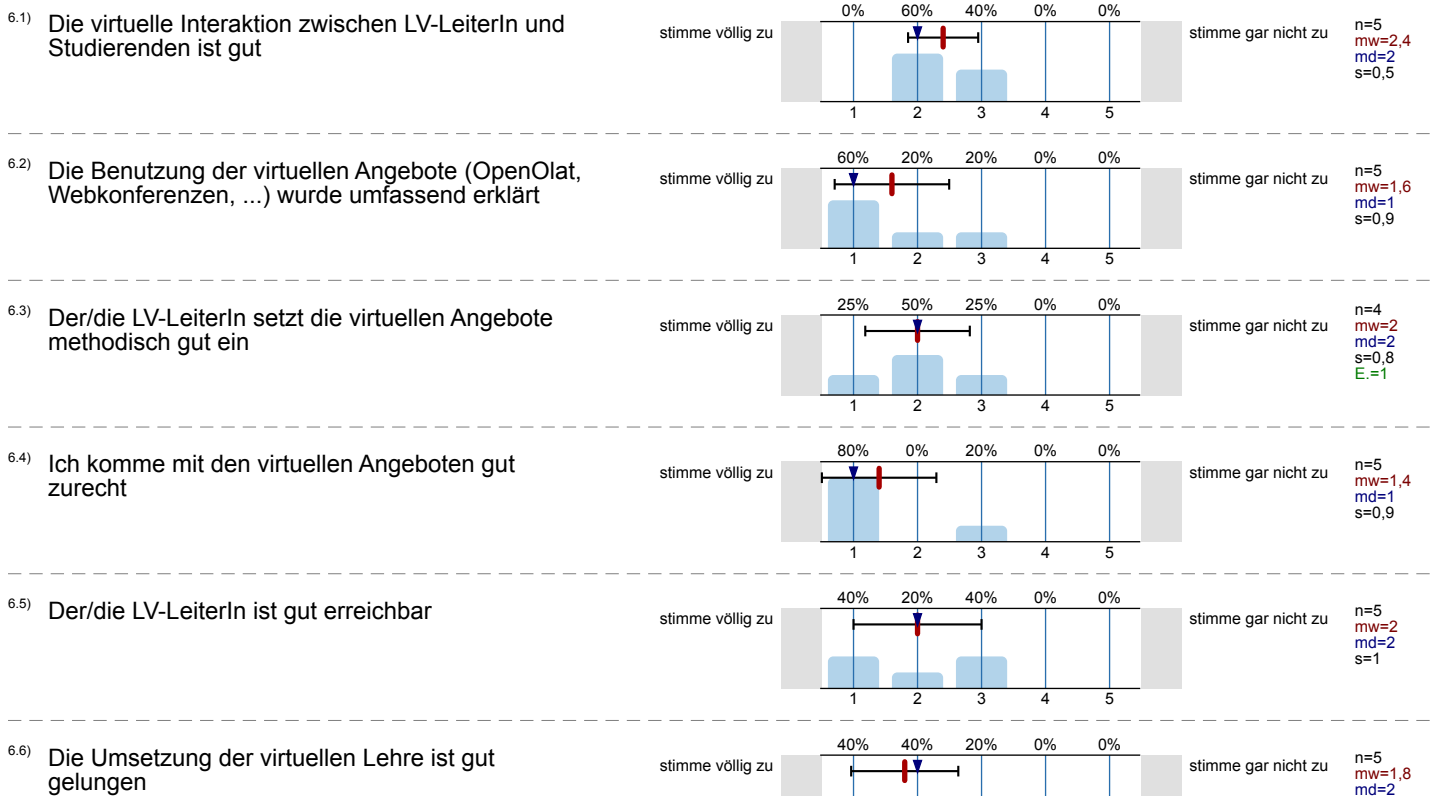 6.1) Die virtuelle Interaktion zwischen LV-LeiterIn und
Studierenden ist gut
stimme völlig zu
0% 60% 40% 0% 0%
1 2 3 4 5
stimme gar nicht zu
n=5
mw=2,4
md=2
s=0,5
6.2) Die Benutzung der virtuellen Angebote (OpenOlat,
Webkonferenzen, ...) wurde umfassend erklärt
stimme völlig zu
60% 20% 20% 0% 0%
1 2 3 4 5
stimme gar nicht zu
n=5
mw=1,6
md=1
s=0,9
6.3) Der/die LV-LeiterIn setzt die virtuellen Angebote
methodisch gut ein
stimme völlig zu
25% 50% 25% 0% 0%
1 2 3 4 5
stimme gar nicht zu
n=4
mw=2
md=2
s=0,8
E.=1
6.4) Ich komme mit den virtuellen Angeboten gut
zurecht
stimme völlig zu
80% 0% 20% 0% 0%
1 2 3 4 5
stimme gar nicht zu
n=5
mw=1,4
md=1
s=0,9
6.5) Der/die LV-LeiterIn ist gut erreichbar
stimme völlig zu
40% 20% 40% 0% 0%
1 2 3 4 5
stimme gar nicht zu
n=5
mw=2
md=2
s=1
6.6) Die Umsetzung der virtuellen Lehre ist gut
gelungen
stimme völlig zu
40% 40% 20% 0% 0%
stimme gar nicht zu
n=5
mw=1,8
md=2